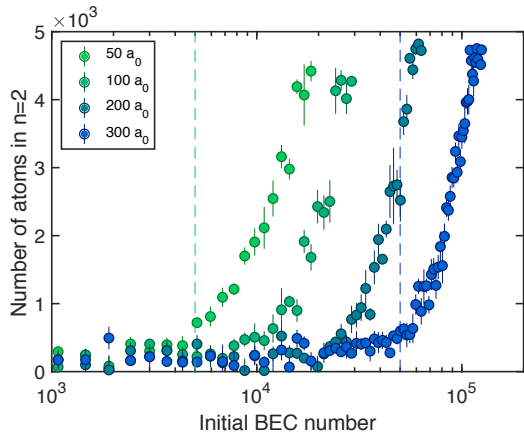 5 ×10³
50 a₀
100 a₀
200 a₀
300 a₀
4
3
2
1
0
Number of atoms in n=2
10³ 10⁴ 10⁵
Initial BEC number